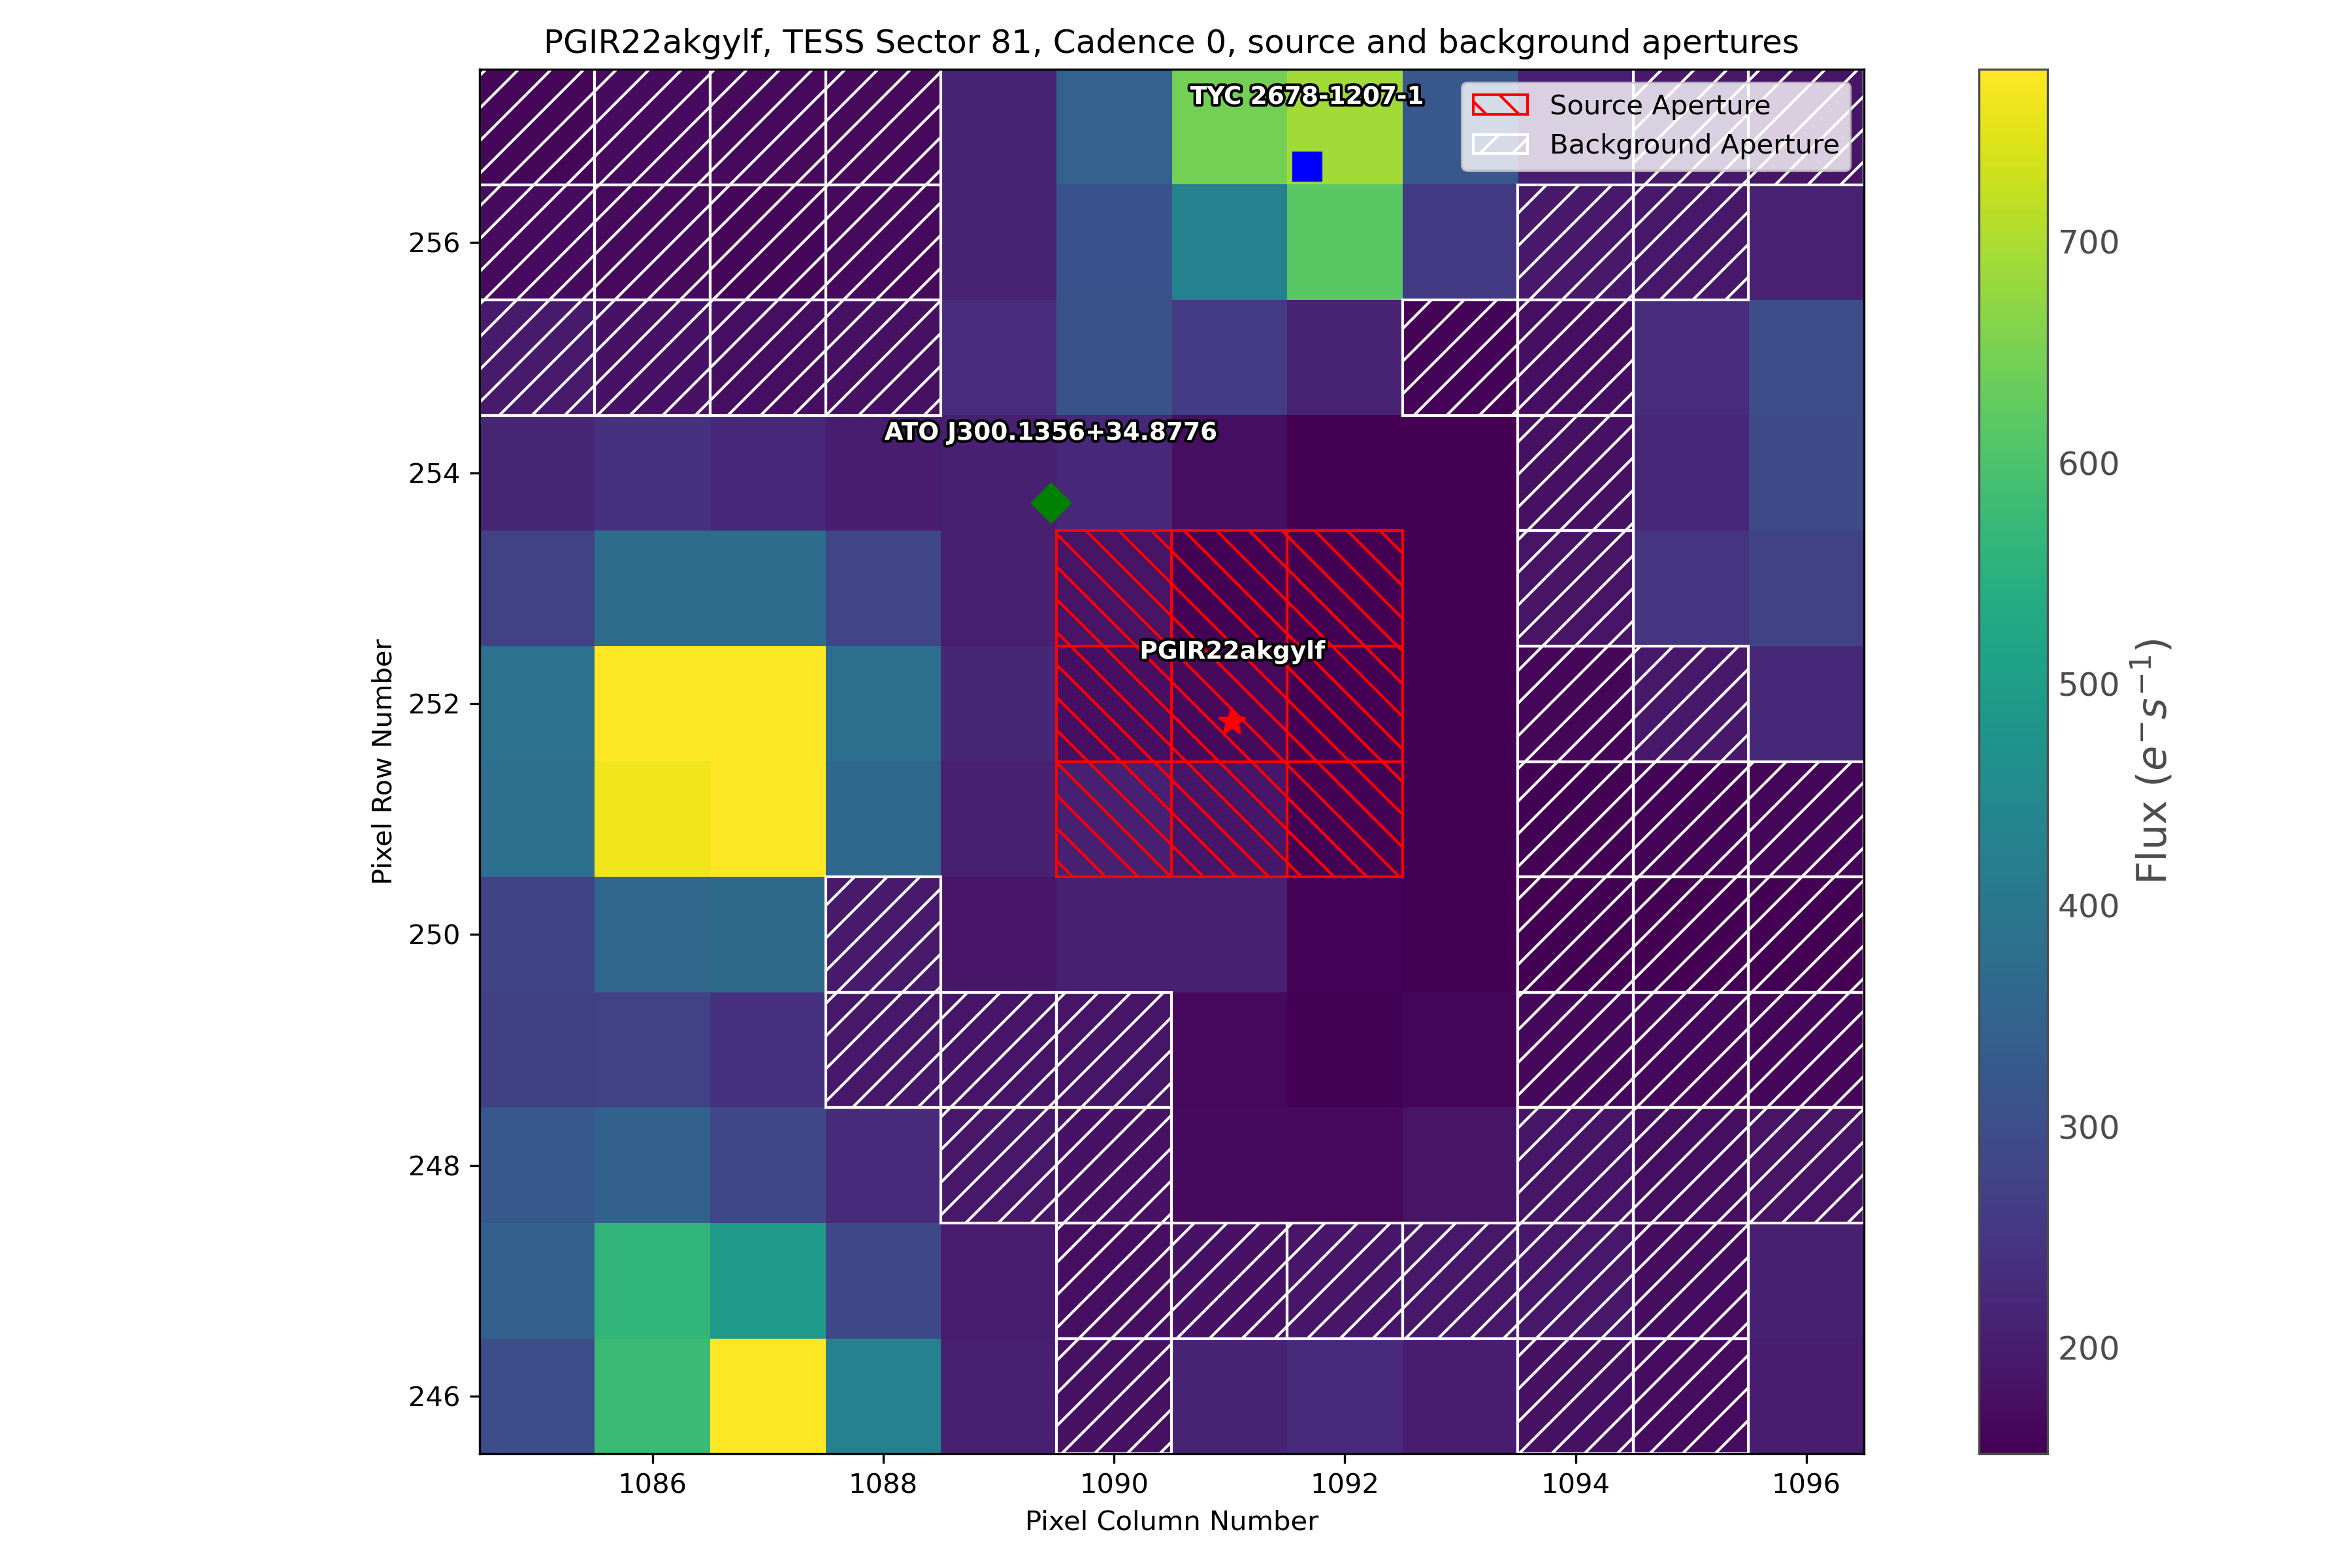 PGIR22akgylf, TESS Sector 81, Cadence 0, source and background apertures
TYC 2678-1207-1
Source Aperture
Background Aperture
ATO J300.1356+34.8776
PGIR22akgylf
256
254
252
250
248
246
Pixel Row Number
1086
1088
1090
1092
1094
1096
Pixel Column Number
700
600
500
400
300
200
Flux (e⁻s⁻¹)